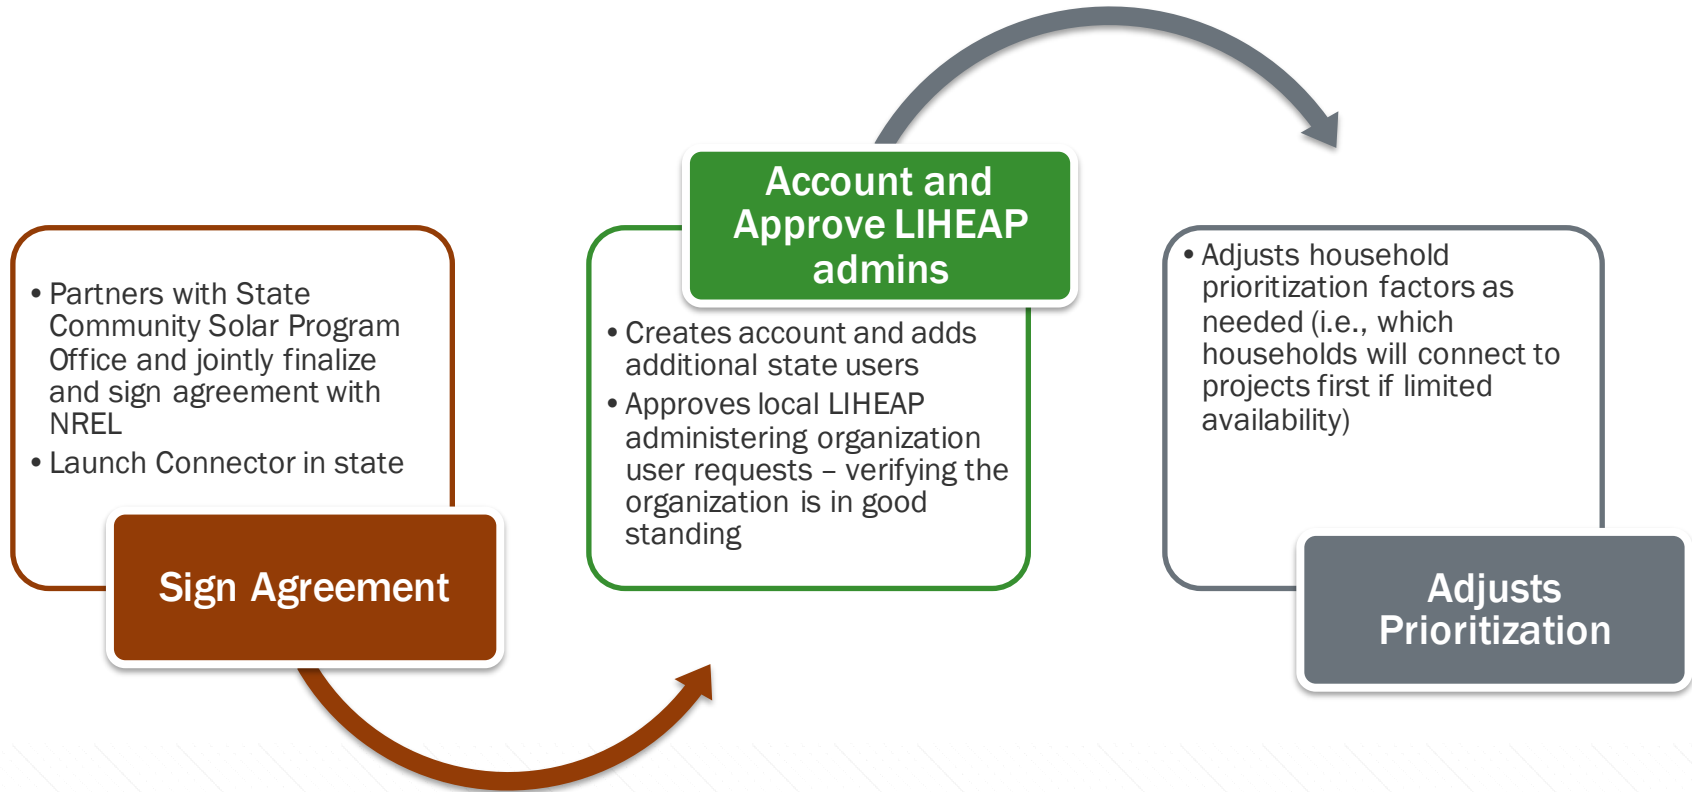 • Partners with State
Community Solar Program
Office and jointly finalize
and sign agreement with
NREL
• Launch Connector in state
Sign Agreement
Account and
Approve LIHEAP
admins
• Creates account and adds
additional state users
• Approves local LIHEAP
administering organization
user requests – verifying the
organization is in good
standing
• Adjusts household
prioritization factors as
needed (i.e., which
households will connect to
projects first if limited
availability)
Adjusts
Prioritization